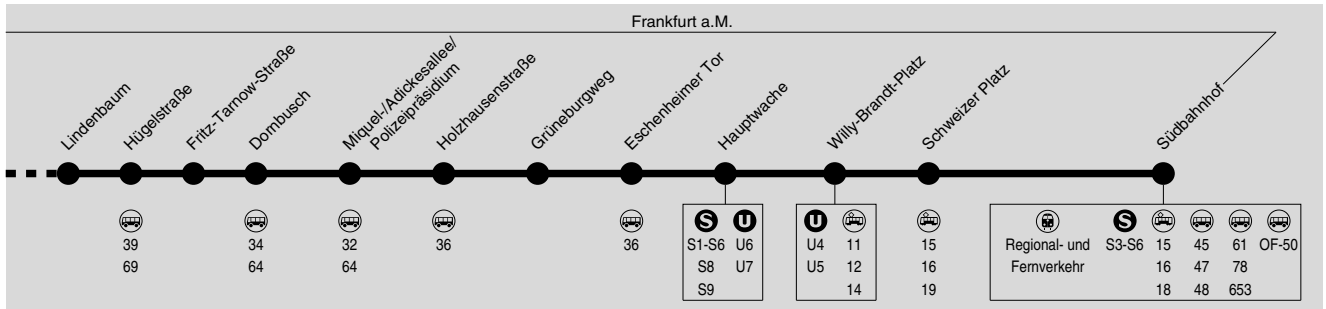 Frankfurt a.M.
Lindenbaum
Hügelstraße
Fritz-Tarnow-Straße
Dornbusch
Miquel-/Adickesallee/
Polizeipräsidium
Holzhausenstraße
Grüneburgweg
Eschenheimer Tor
Hauptwache
Willy-Brandt-Platz
Schweizer Platz
Südbahnhof
S U U S
39 34 32 36 36 S1-S6 U6 U4 11 15 Regional- und S3-S6 15 45 61 OF-50
69 64 64 S8 U7 U5 12 16 Fernverkehr 16 47 78
S9 14 19 18 48 653